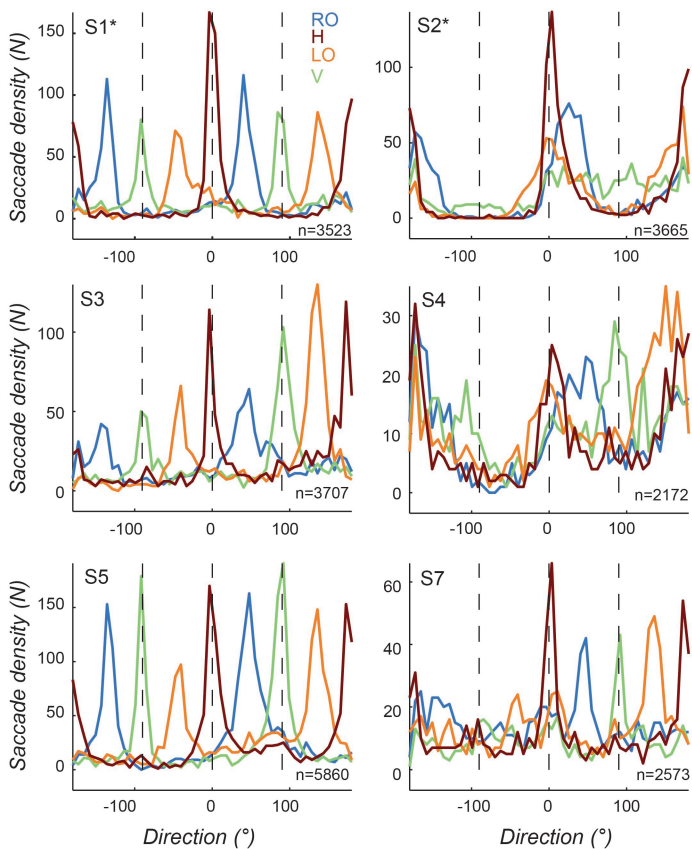 S1*
RO
H
LO
V
Saccade density (N)
150
100
50
0
n=3523
-100
0
100
S2*
100
50
0
n=3665
-100
0
100
S3
Saccade density (N)
100
50
0
n=3707
-100
0
100
S4
30
20
10
0
n=2172
-100
0
100
S5
Saccade density (N)
150
100
50
0
n=5860
-100
0
100
Direction (°)
S7
60
40
20
0
n=2573
-100
0
100
Direction (°)